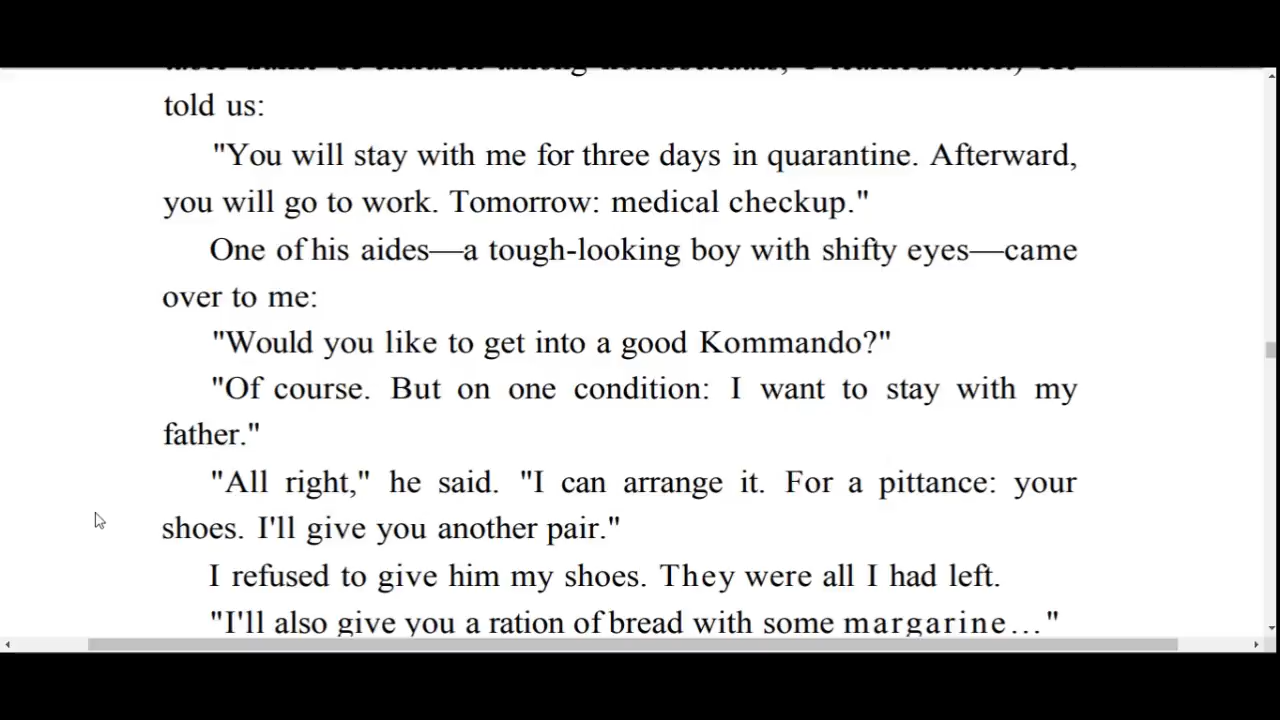 told us:
"You will stay with me for three days in quarantine. Afterward,
you will go to work. Tomorrow: medical checkup."
One of his aides—a tough-looking boy with shifty eyes—came
over to me:
"Would you like to get into a good Kommando?"
"Of course. But on one condition: I want to stay with my
father."
"All right," he said. "I can arrange it. For a pittance: your
shoes. I'll give you another pair."
I refused to give him my shoes. They were all I had left.
"I'll also give you a ration of bread with some margarine..."